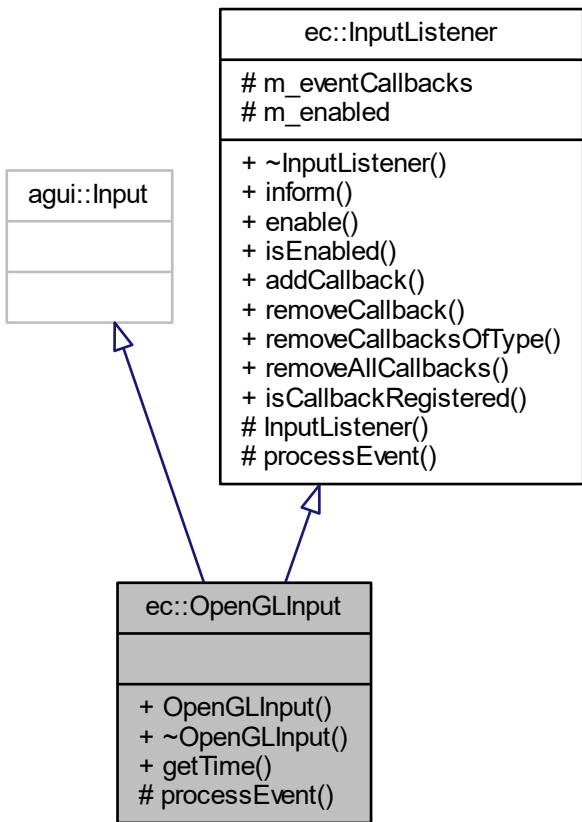 ec::InputListener
# m_eventCallbacks
# m_enabled
+ ~InputListener()
+ inform()
+ enable()
+ isEnabled()
+ addCallback()
+ removeCallback()
+ removeCallbacksOfType()
+ removeAllCallbacks()
+ isCallbackRegistered()
# InputListener()
# processEvent()
agui::Input
ec::OpenGLInput
+ OpenGLInput()
+ ~OpenGLInput()
+ getTime()
# processEvent()